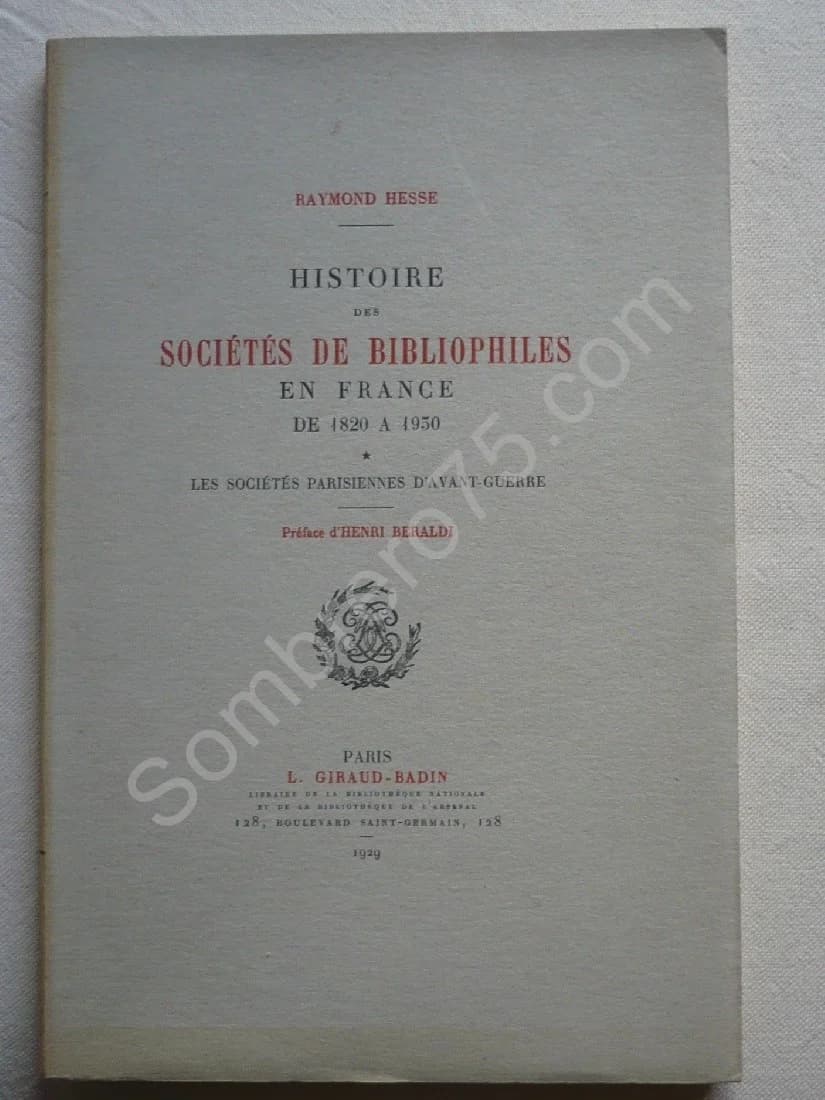 RAYMOND HESSE
HISTOIRE
DES
SOCIÉTÉS DE BIBLIOPHILES
EN FRANCE
DE 1820 A 1930
★
LES SOCIÉTÉS PARISIENNES D'AVANT-GUERRE
Préface d'HENRI BERALDI
PARIS
L. GIRAUD-BADIN
LIBRAIRE DE LA BIBLIOTHÈQUE NATIONALE
ET DE LA BIBLIOTHÈQUE DE L'ARSENAL
128, BOULEVARD SAINT-GERMAIN, 128
1929
Sombrero75.com